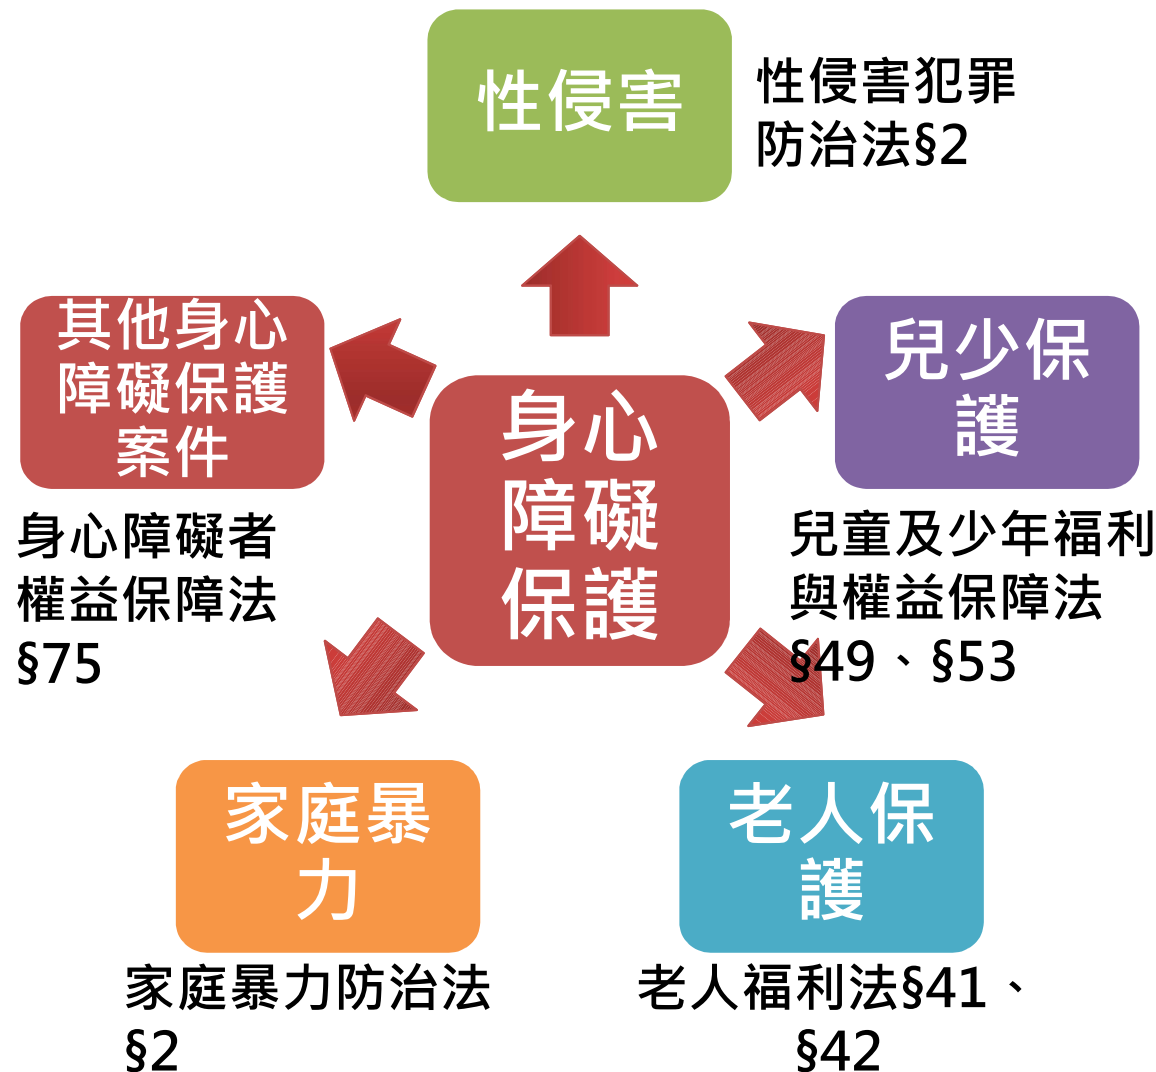 性侵害
性侵害犯罪
防治法§2
其他身心
障礙保護
案件
身心障礙者
權益保障法
§75
身心
障礙
保護
兒少保
護
兒童及少年福利
與權益保障法
§49、§53
家庭暴
力
家庭暴力防治法
§2
老人保
護
老人福利法§41、
§42